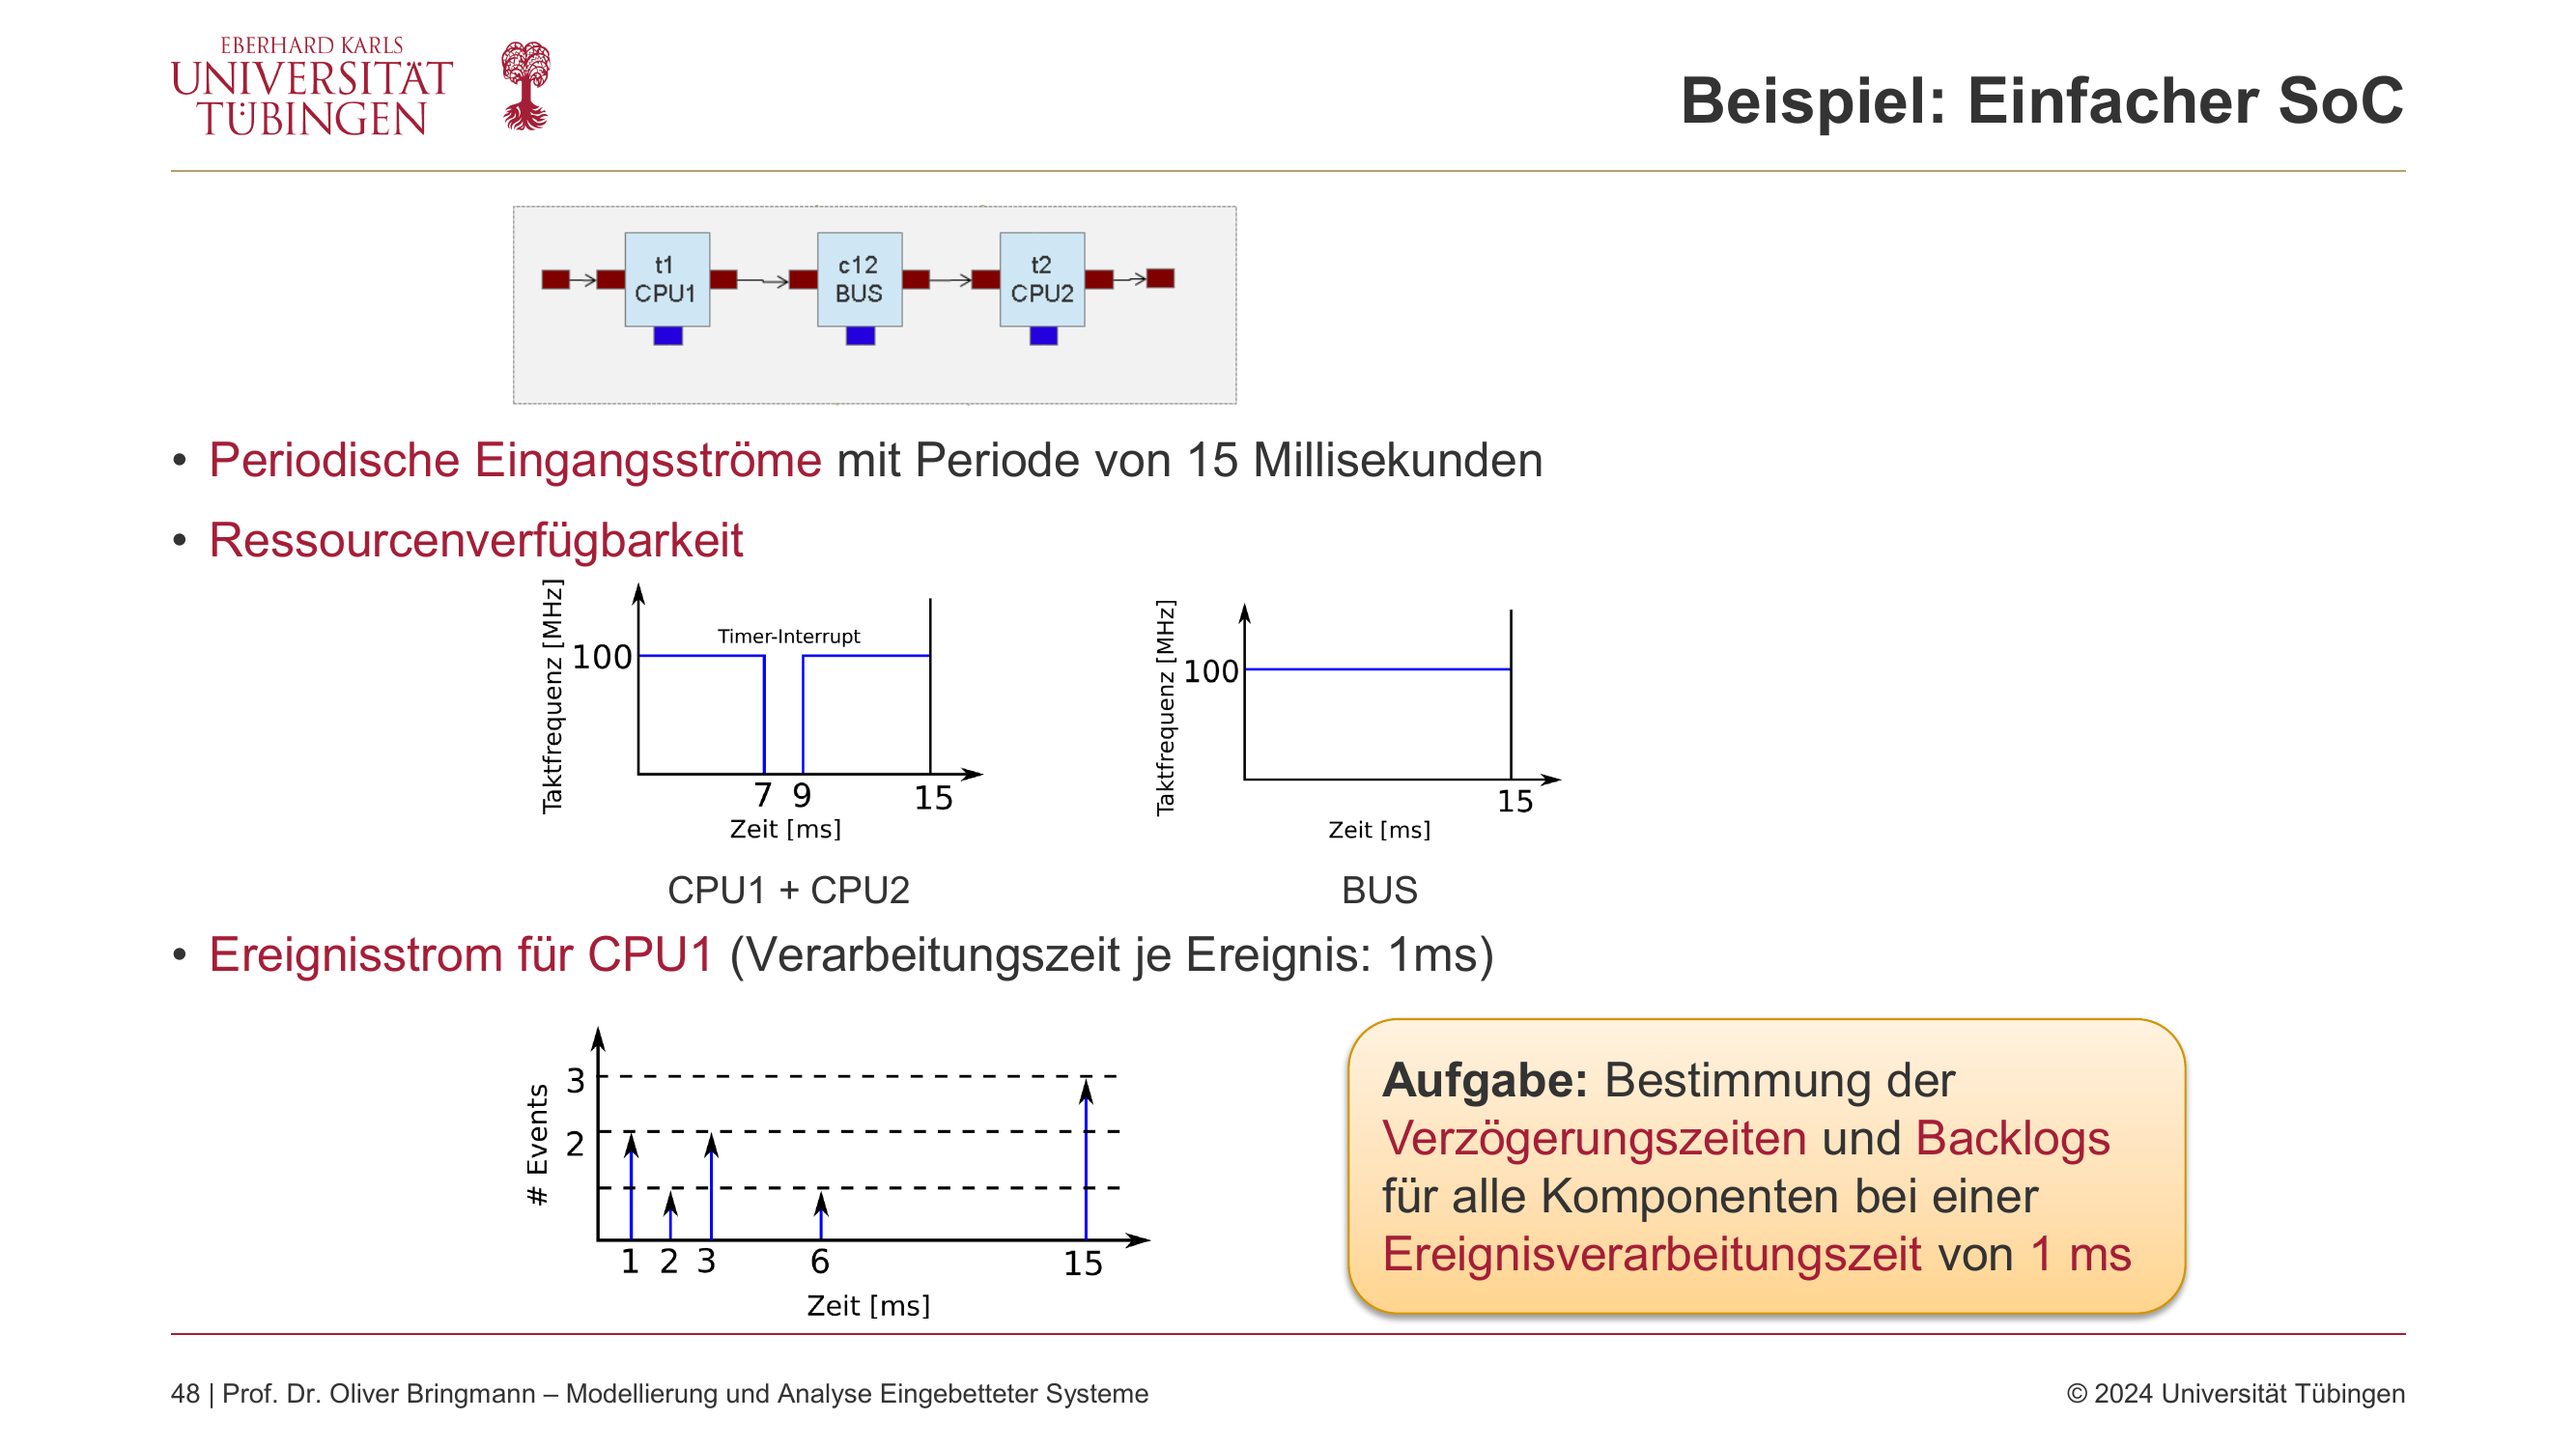 EBERHARD KARLS
UNIVERSITÄT
TÜBINGEN
Beispiel: Einfacher SoC
t1
CPU1
c12
BUS
t2
CPU2
• Periodische Eingangsströme mit Periode von 15 Millisekunden
• Ressourcenverfügbarkeit
Taktfrequenz [MHz]
100
Timer-Interrupt
7 9 15
Zeit [ms]
CPU1 + CPU2
Taktfrequenz [MHz]
100
15
Zeit [ms]
BUS
• Ereignisstrom für CPU1 (Verarbeitungszeit je Ereignis: 1ms)
# Events
3
2
1 2 3 6 15
Zeit [ms]
Aufgabe: Bestimmung der
Verzögerungszeiten und Backlogs
für alle Komponenten bei einer
Ereignisverarbeitungszeit von 1 ms
48 | Prof. Dr. Oliver Bringmann – Modellierung und Analyse Eingebetteter Systeme
© 2024 Universität Tübingen